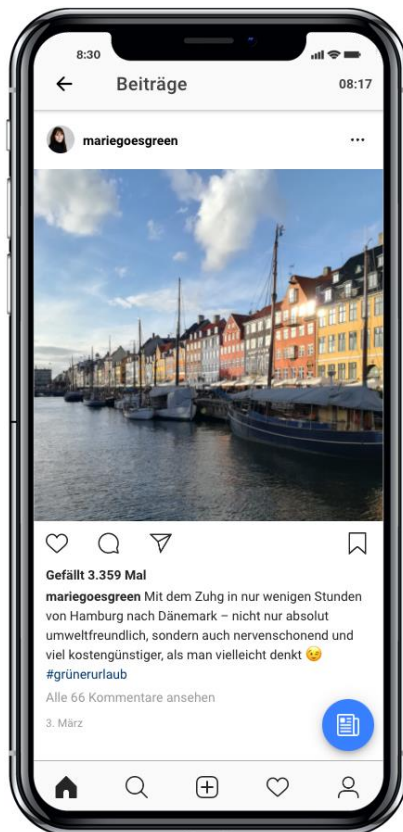 8:30
Beiträge
08:17
mariegoesgreen
Gefällt 3.359 Mal
mariegoesgreen Mit dem Zuhg in nur wenigen Stunden
von Hamburg nach Dänemark – nicht nur absolut
umweltfreundlich, sondern auch nervenschonend und
viel kostengünstiger, als man vielleicht denkt 😉
#grünerurlaub
Alle 66 Kommentare ansehen
3. März